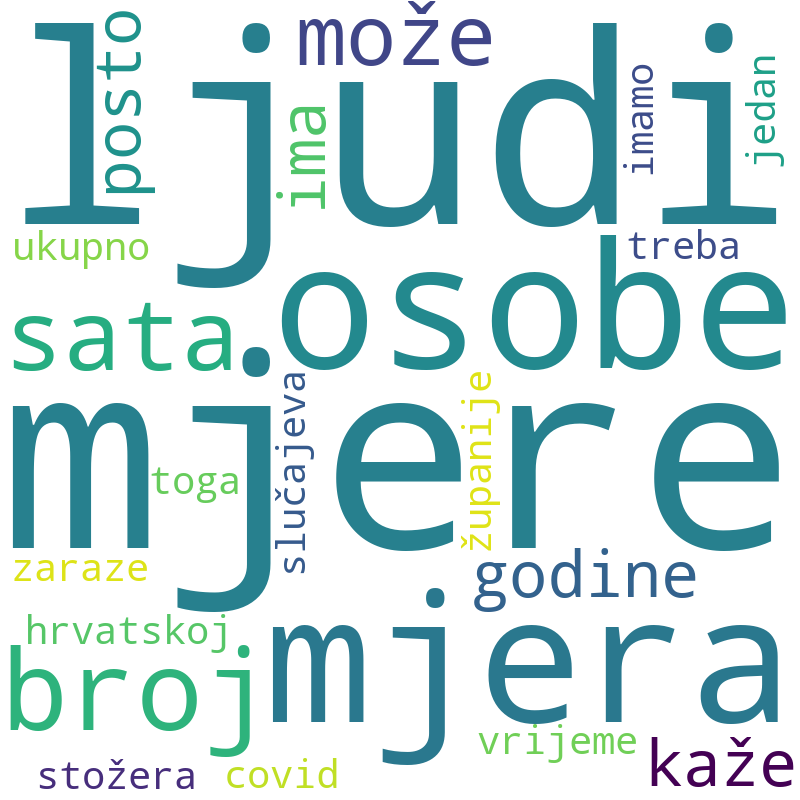 ljudi
posto
može
ima
imamo
jedan
ukupno
treba
osobe
sata
mjere
slučajeva
županije
toga
zaraze
godine
hrvatskoj
mjera
broj
vrijeme
kaže
stožera
covid